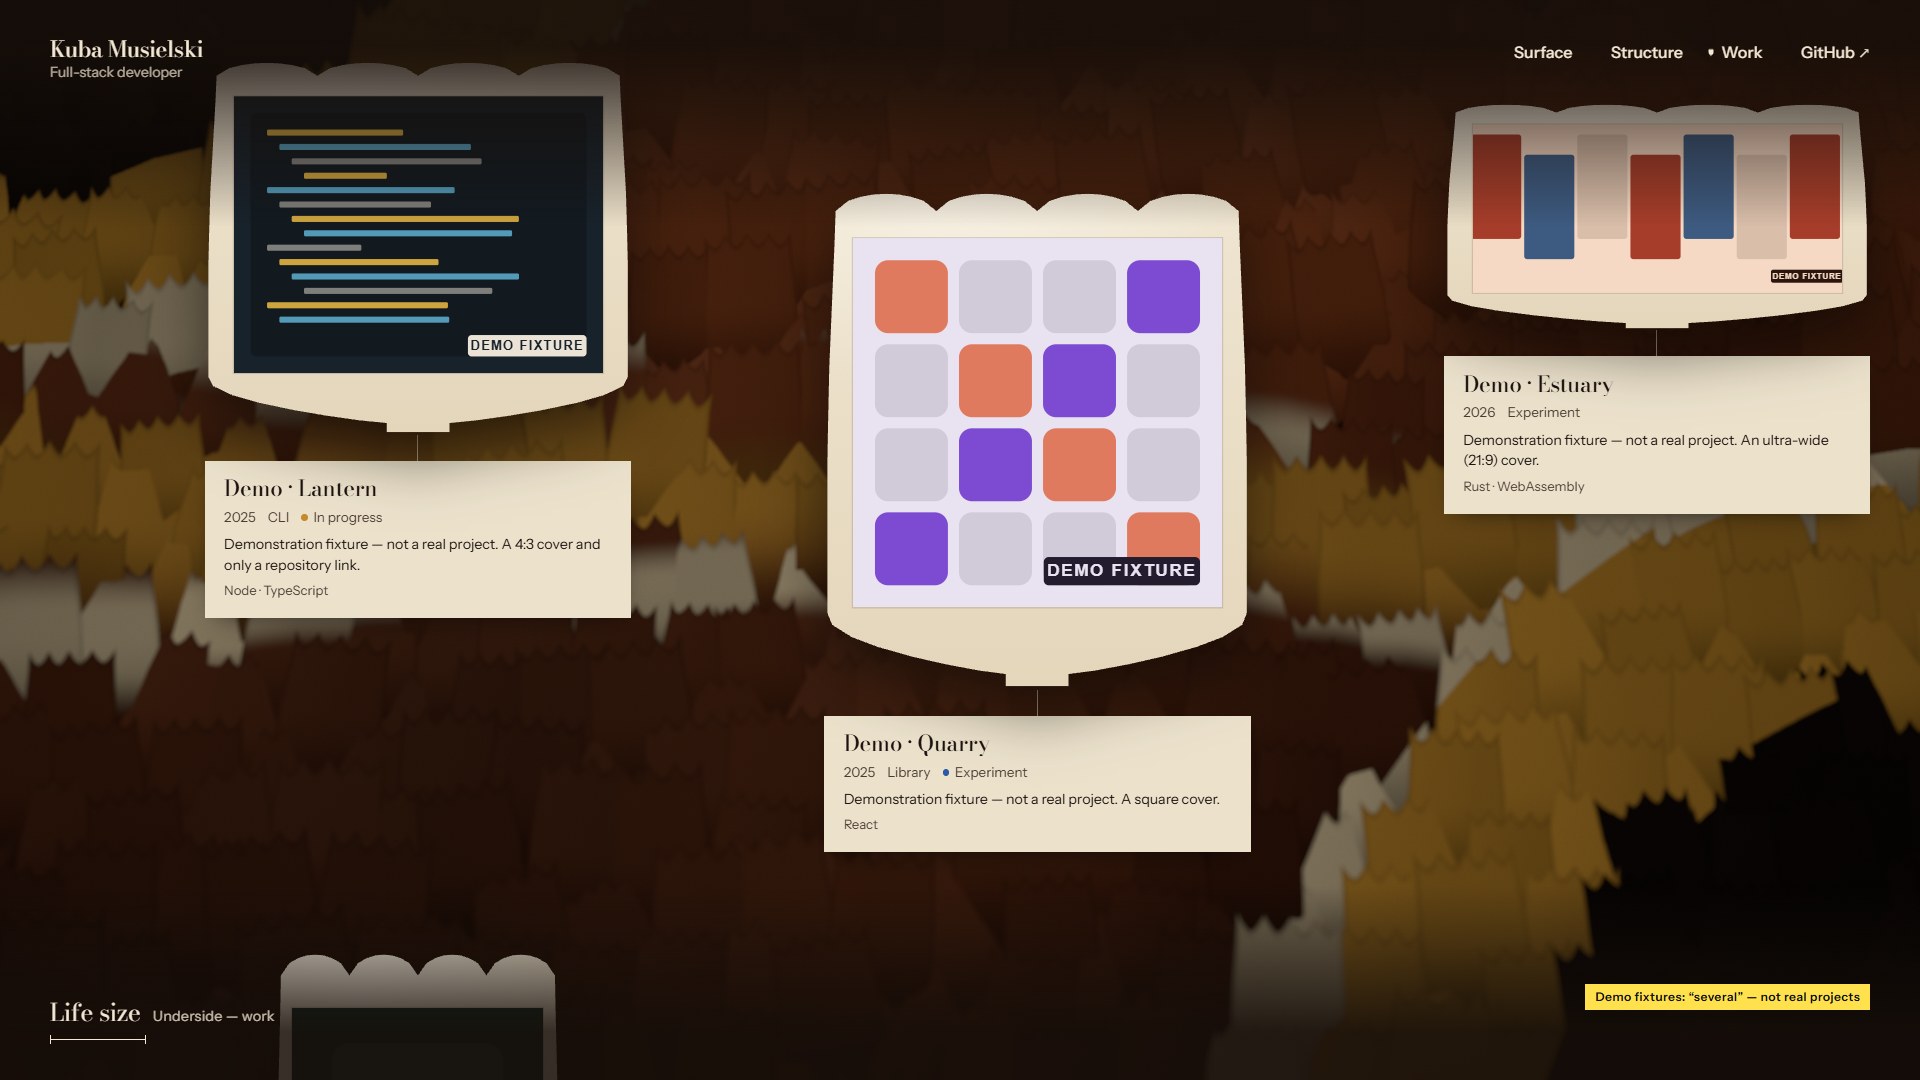 Kuba Musielski
Full-stack developer
Surface
Structure
Work
GitHub ↗
DEMO FIXTURE
Demo · Lantern
2025 CLI In progress
Demonstration fixture — not a real project. A 4:3 cover and
only a repository link.
Node · TypeScript
DEMO FIXTURE
Demo · Quarry
2025 Library Experiment
Demonstration fixture — not a real project. A square cover.
React
DEMO FIXTURE
Demo · Estuary
2026 Experiment
Demonstration fixture — not a real project. An ultra-wide
(21:9) cover.
Rust · WebAssembly
Life size Underside — work
Demo fixtures: “several” — not real projects